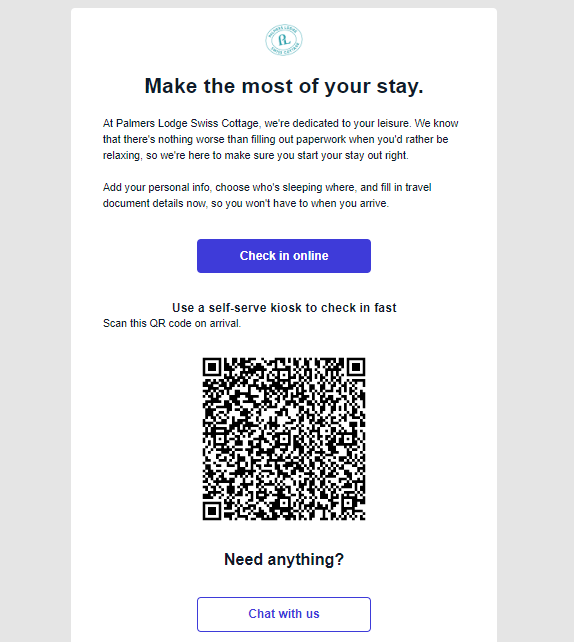 PALMERS LODGE
PL
SWISS COTTAGE
Make the most of your stay.
At Palmers Lodge Swiss Cottage, we're dedicated to your leisure. We know
that there's nothing worse than filling out paperwork when you'd rather be
relaxing, so we're here to make sure you start your stay out right.
Add your personal info, choose who's sleeping where, and fill in travel
document details now, so you won't have to when you arrive.
Check in online
Use a self-serve kiosk to check in fast
Scan this QR code on arrival.
Need anything?
Chat with us